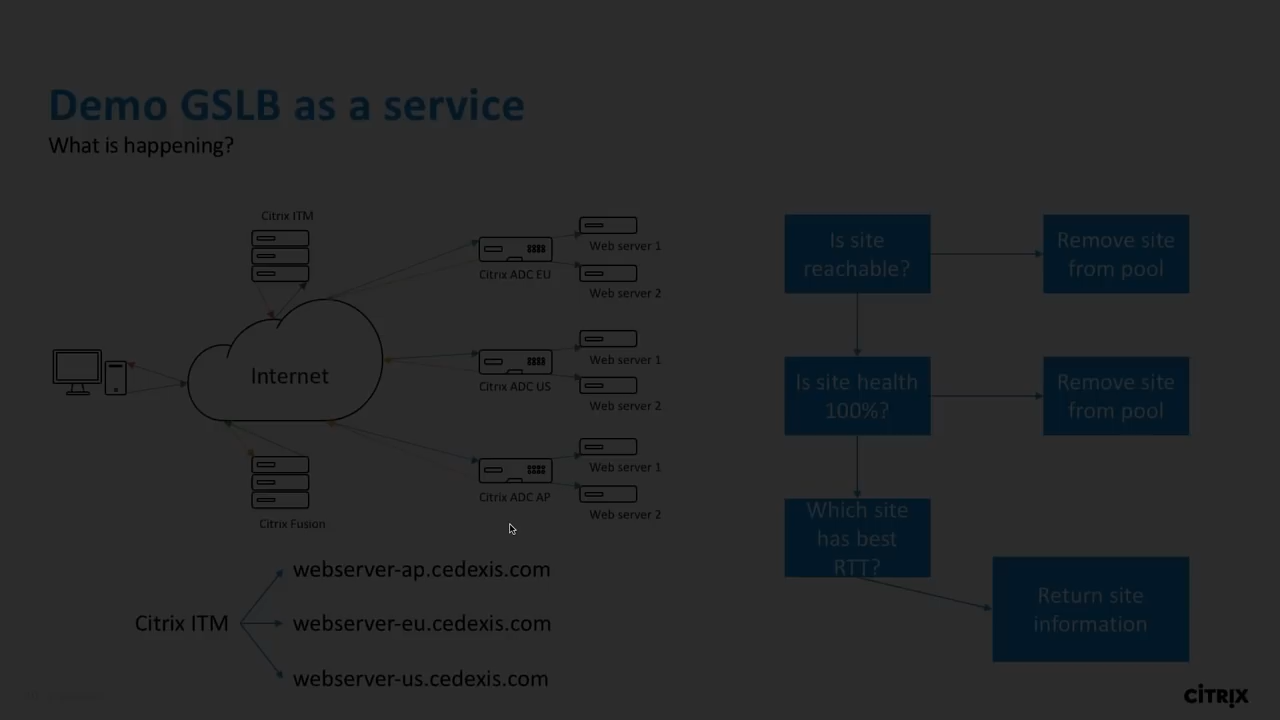 Demo GSLB as a service
What is happening?
Citrix ITM
Web server 1
Citrix ADC EU
Web server 2
Internet
Web server 1
Citrix ADC US
Web server 2
Web server 1
Citrix ADC AP
Web server 2
Citrix Fusion
webserver-ap.cedexis.com
Citrix ITM
webserver-eu.cedexis.com
webserver-us.cedexis.com
Is site
reachable?
Remove site
from pool
Is site health
100%?
Remove site
from pool
Which site
has best
RTT?
Return site
information
CITRIX